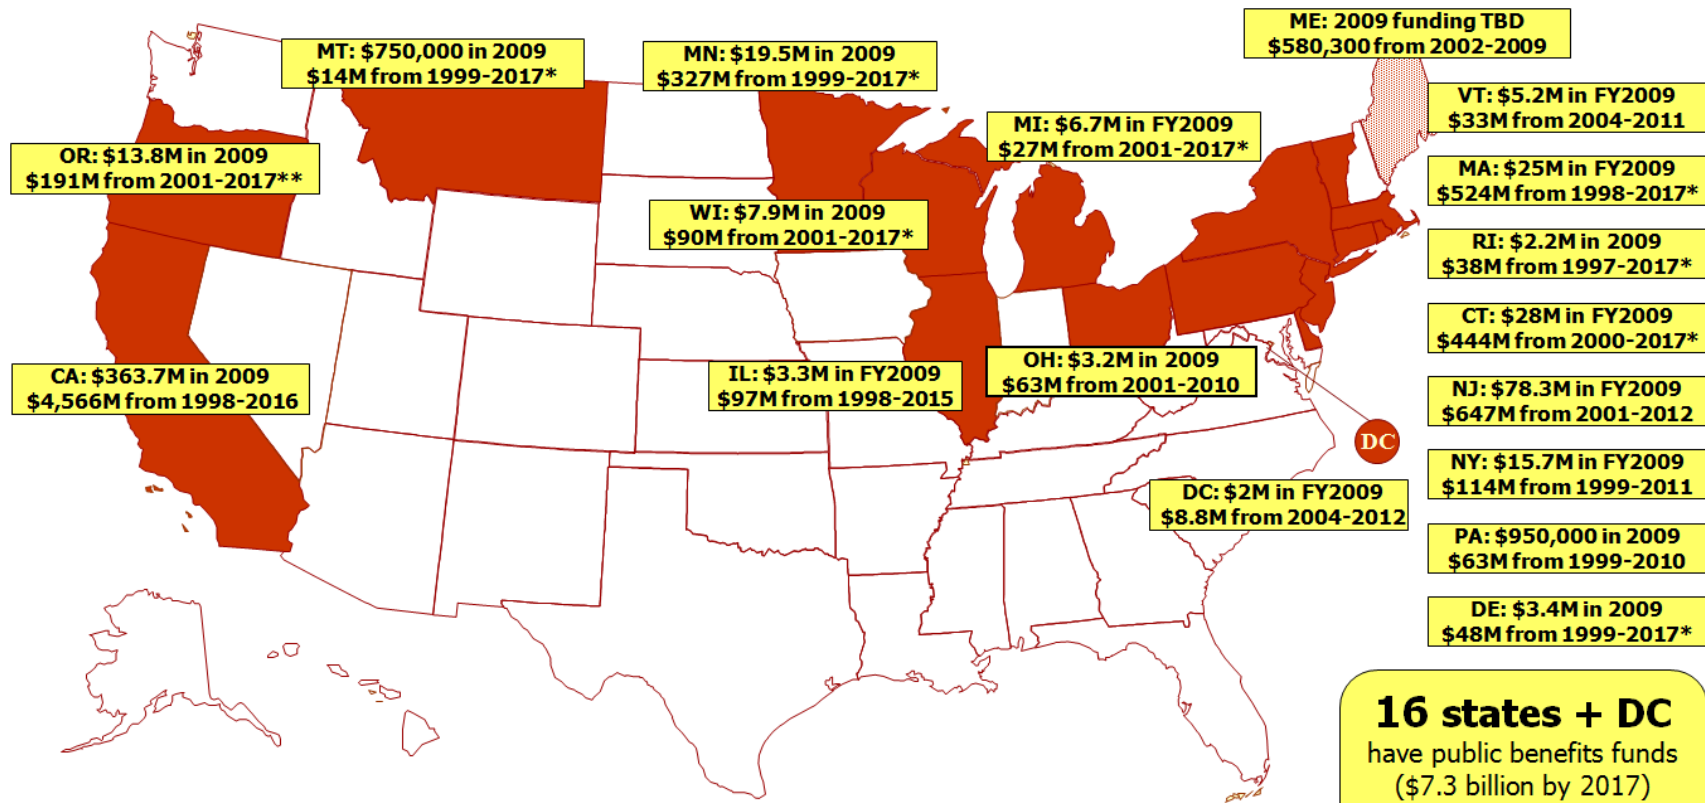 ME: 2009 funding TBD
$580,300 from 2002-2009
MT: $750,000 in 2009
$14M from 1999-2017*
MN: $19.5M in 2009
$327M from 1999-2017*
VT: $5.2M in FY2009
$33M from 2004-2011
MI: $6.7M in FY2009
$27M from 2001-2017*
OR: $13.8M in 2009
$191M from 2001-2017**
MA: $25M in FY2009
$524M from 1998-2017*
WI: $7.9M in 2009
$90M from 2001-2017*
RI: $2.2M in 2009
$38M from 1997-2017*
CT: $28M in FY2009
$444M from 2000-2017*
OH: $3.2M in 2009
$63M from 2001-2010
CA: $363.7M in 2009
$4,566M from 1998-2016
IL: $3.3M in FY2009
$97M from 1998-2015
NJ: $78.3M in FY2009
$647M from 2001-2012
DC
NY: $15.7M in FY2009
$114M from 1999-2011
DC: $2M in FY2009
$8.8M from 2004-2012
PA: $950,000 in 2009
$63M from 1999-2010
DE: $3.4M in 2009
$48M from 1999-2017*
16 states + DC
have public benefits funds
($7.3 billion by 2017)